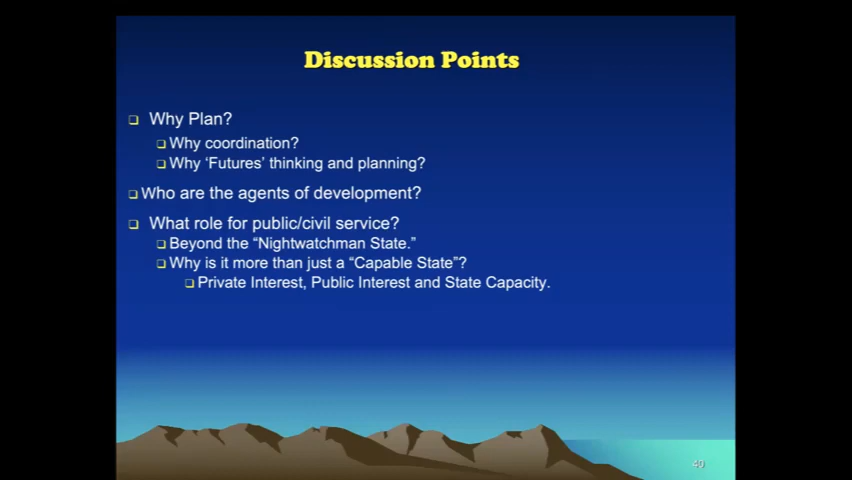 Discussion Points
Why Plan?
Why coordination?
Why ‘Futures’ thinking and planning?
Who are the agents of development?
What role for public/civil service?
Beyond the “Nightwatchman State.”
Why is it more than just a “Capable State”?
Private Interest, Public Interest and State Capacity.
40